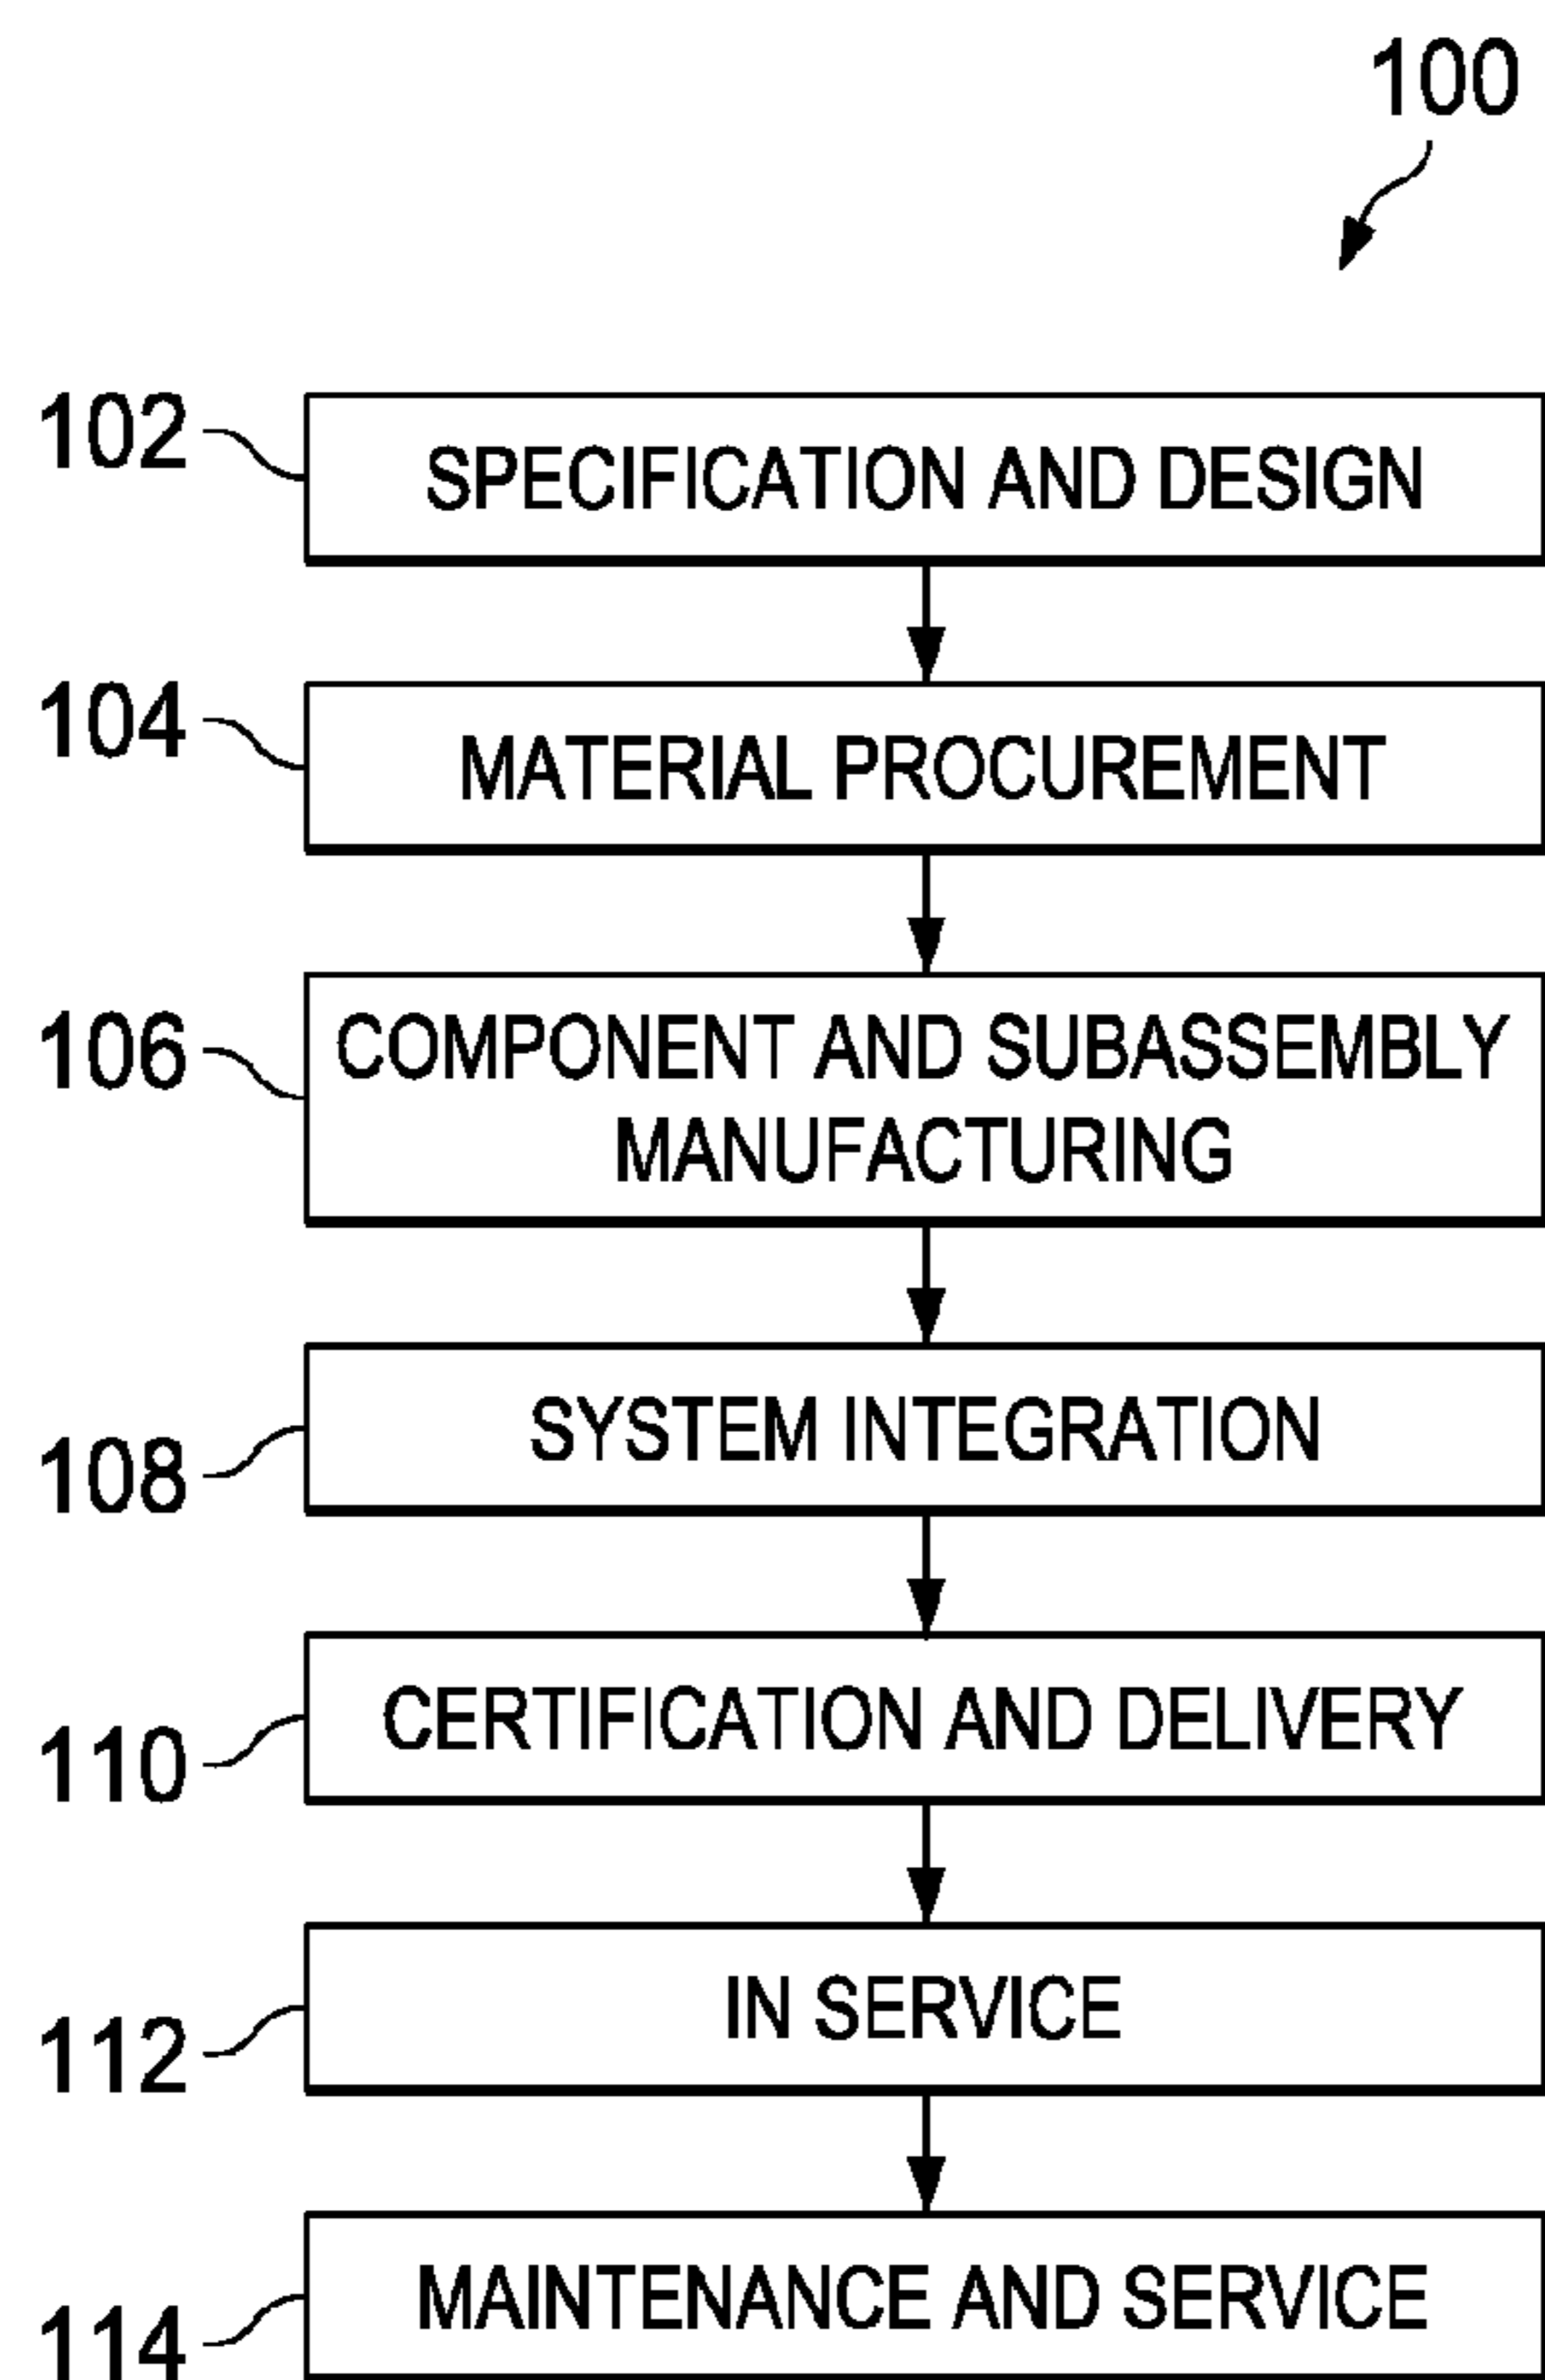 100
102
SPECIFICATION AND DESIGN
104
MATERIAL PROCUREMENT
106
COMPONENT AND SUBASSEMBLY
MANUFACTURING
108
SYSTEM INTEGRATION
110
CERTIFICATION AND DELIVERY
112
IN SERVICE
114
MAINTENANCE AND SERVICE